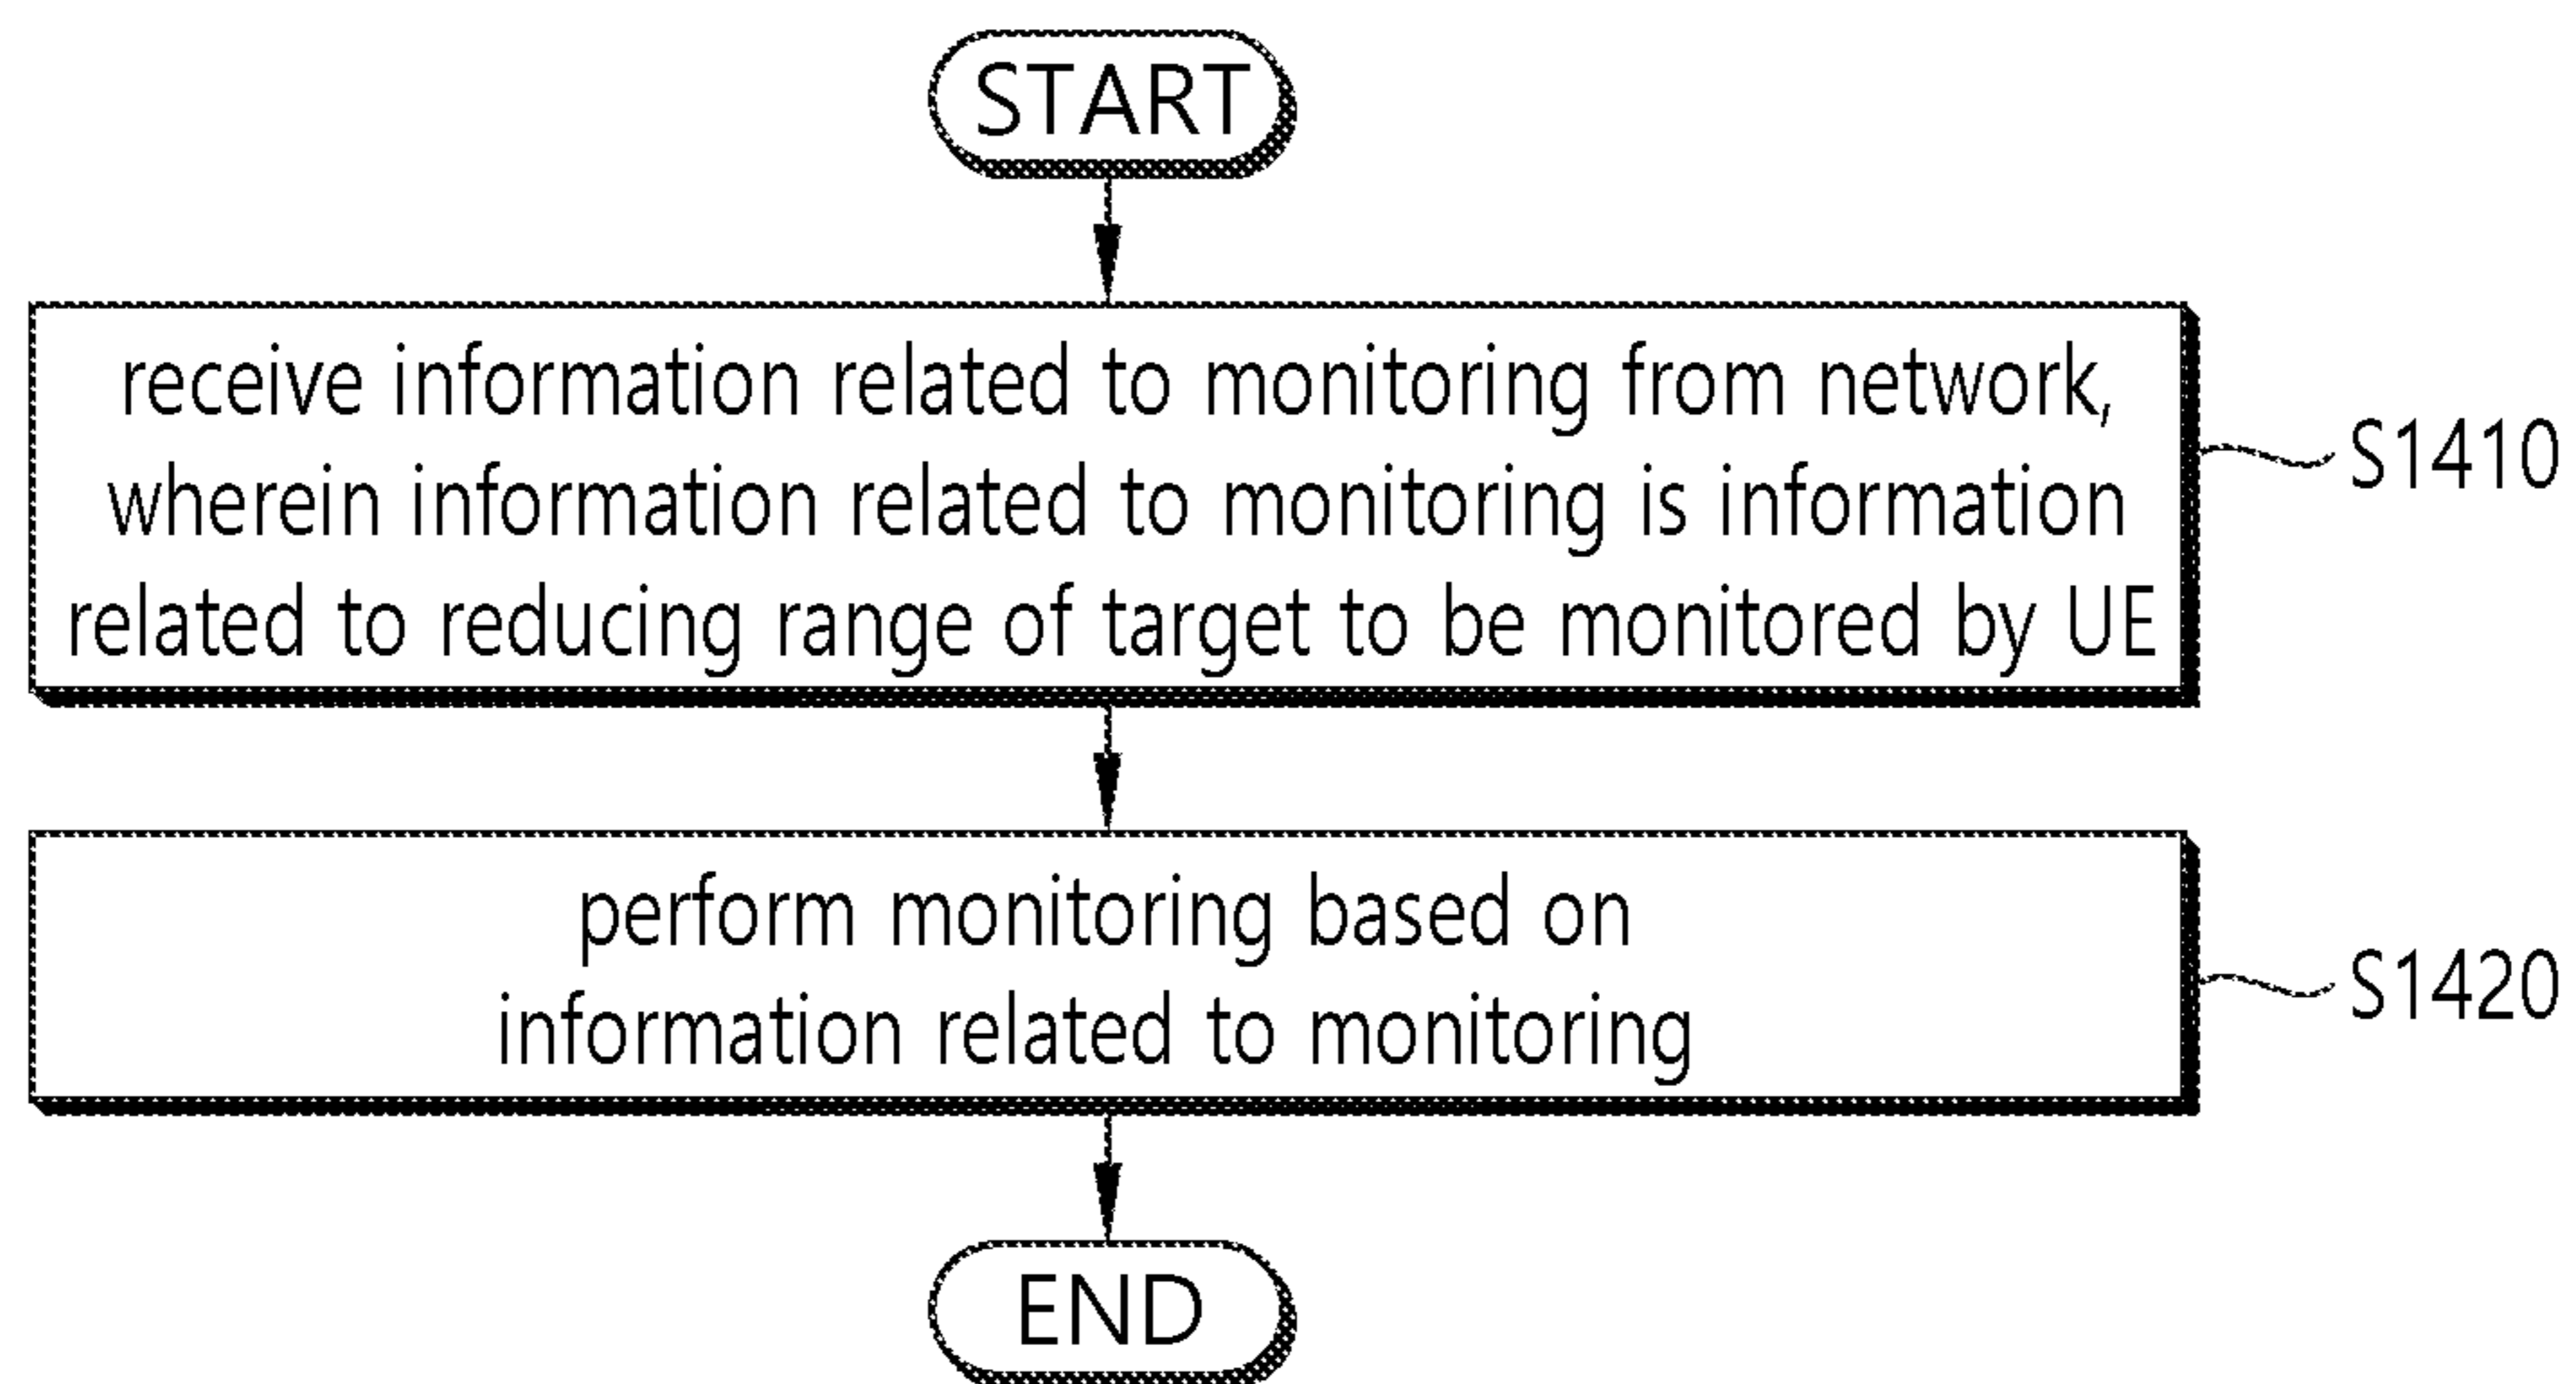 START
receive information related to monitoring from network,
wherein information related to monitoring is information
related to reducing range of target to be monitored by UE
S1410
perform monitoring based on
information related to monitoring
S1420
END